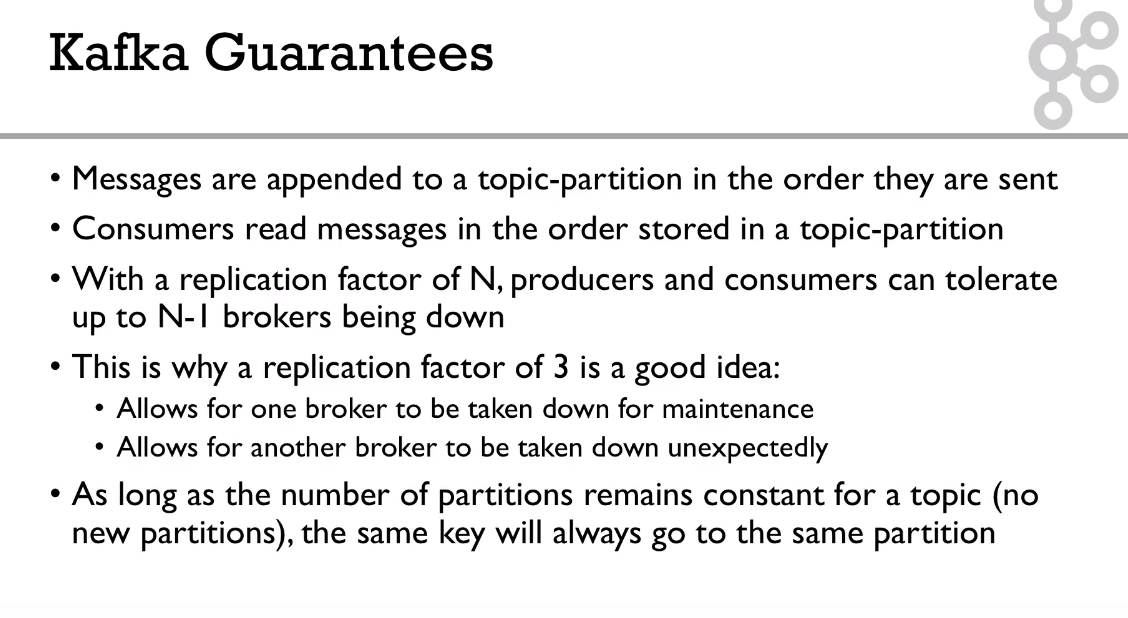 Kafka Guarantees
• Messages are appended to a topic-partition in the order they are sent
• Consumers read messages in the order stored in a topic-partition
• With a replication factor of N, producers and consumers can tolerate
up to N-1 brokers being down
• This is why a replication factor of 3 is a good idea:
• Allows for one broker to be taken down for maintenance
• Allows for another broker to be taken down unexpectedly
• As long as the number of partitions remains constant for a topic (no
new partitions), the same key will always go to the same partition